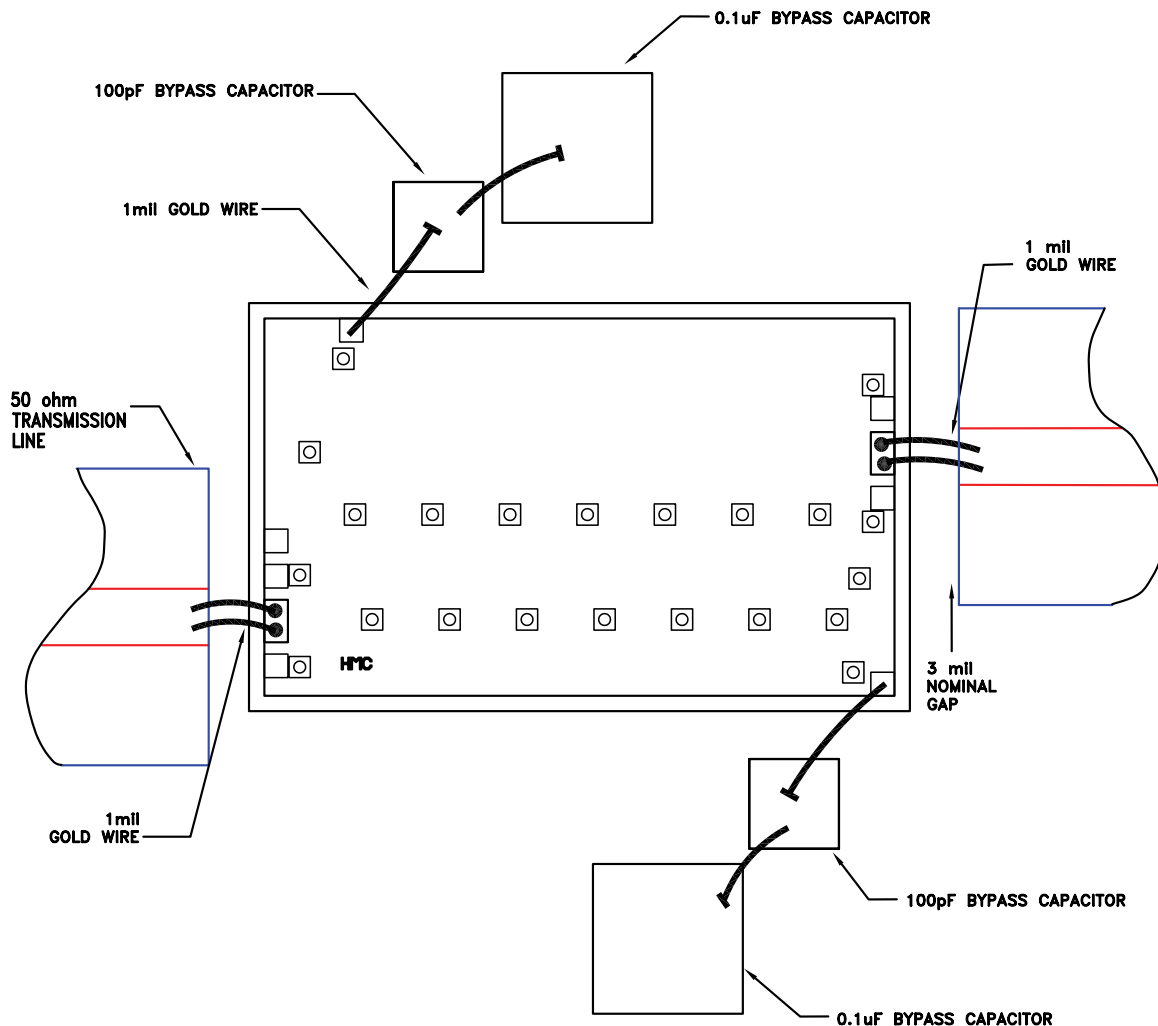 0.1uF BYPASS CAPACITOR
100pF BYPASS CAPACITOR
1mil GOLD WIRE
1 mil
GOLD WIRE
50 ohm
TRANSMISSION
LINE
HMC
3 mil
NOMINAL
GAP
1mil
GOLD WIRE
100pF BYPASS CAPACITOR
0.1uF BYPASS CAPACITOR